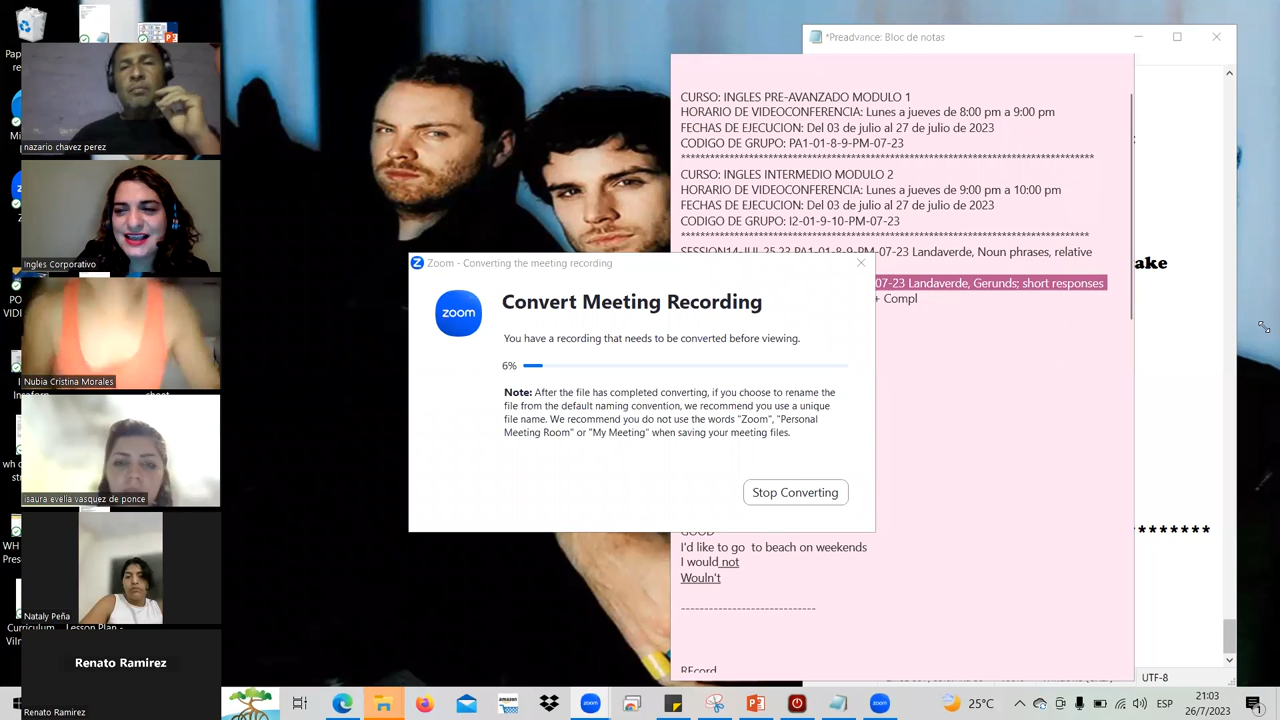 *Preadvance: Bloc de notas
CURSO: INGLES PRE-AVANZADO MODULO 1
HORARIO DE VIDEOCONFERENCIA: Lunes a jueves de 8:00 pm a 9:00 pm
FECHAS DE EJECUCION: Del 03 de julio al 27 de julio de 2023
CODIGO DE GRUPO: PA1-01-8-9-PM-07-23
CURSO: INGLES INTERMEDIO MODULO 2
HORARIO DE VIDEOCONFERENCIA: Lunes a jueves de 9:00 pm a 10:00 pm
FECHAS DE EJECUCION: Del 03 de julio al 27 de julio de 2023
CODIGO DE GRUPO: I2-01-9-10-PM-07-23
SESSION14-JUL-25-23 PA1-01-8-9-PM-07-23 Landaverde, Noun phrases, relative
07-23 Landaverde, Gerunds; short responses
+ Compl
ake
Zoom - Converting the meeting recording
zoom
Convert Meeting Recording
You have a recording that needs to be converted before viewing.
6%
Note: After the file has completed converting, if you choose to rename the
file from the default naming convention, we recommend you use a unique
file name. We recommend you do not use the words "Zoom", "Personal
Meeting Room" or "My Meeting" when saving your meeting files.
Stop Converting
GOOD
I'd like to go to beach on weekends
I would not
Wouln't
----------------------------
REcord
UTF-8
nazario chavez perez
Ingles Corporativo
Nubia Cristina Morales
isaura evelia vasquez de ponce
Nataly Peña
Curriculum Lesson Plan -
Renato Ramirez
Renato Ramirez
amazon
zoom
zoom
25°C
ESP
21:03
26/7/2023
1